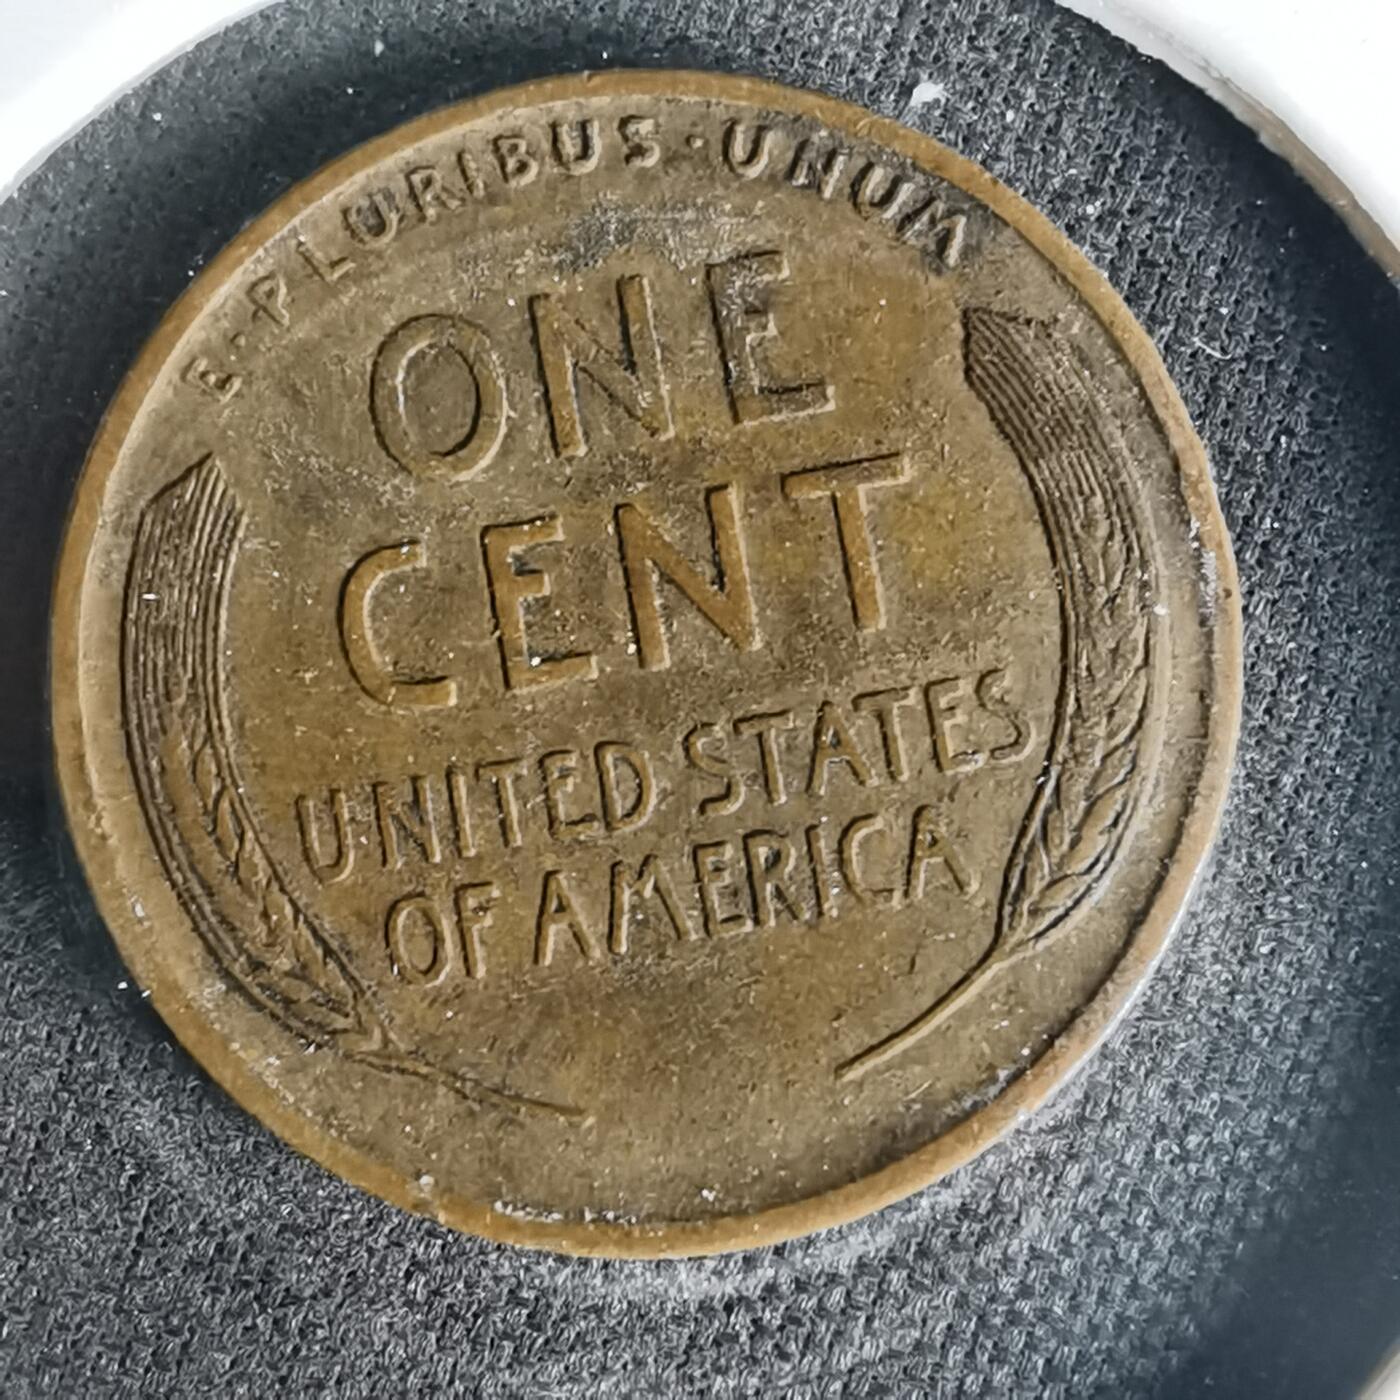 E·PLURIBUS·UNUM
ONE
CENT
UNITED STATES
OF AMERICA